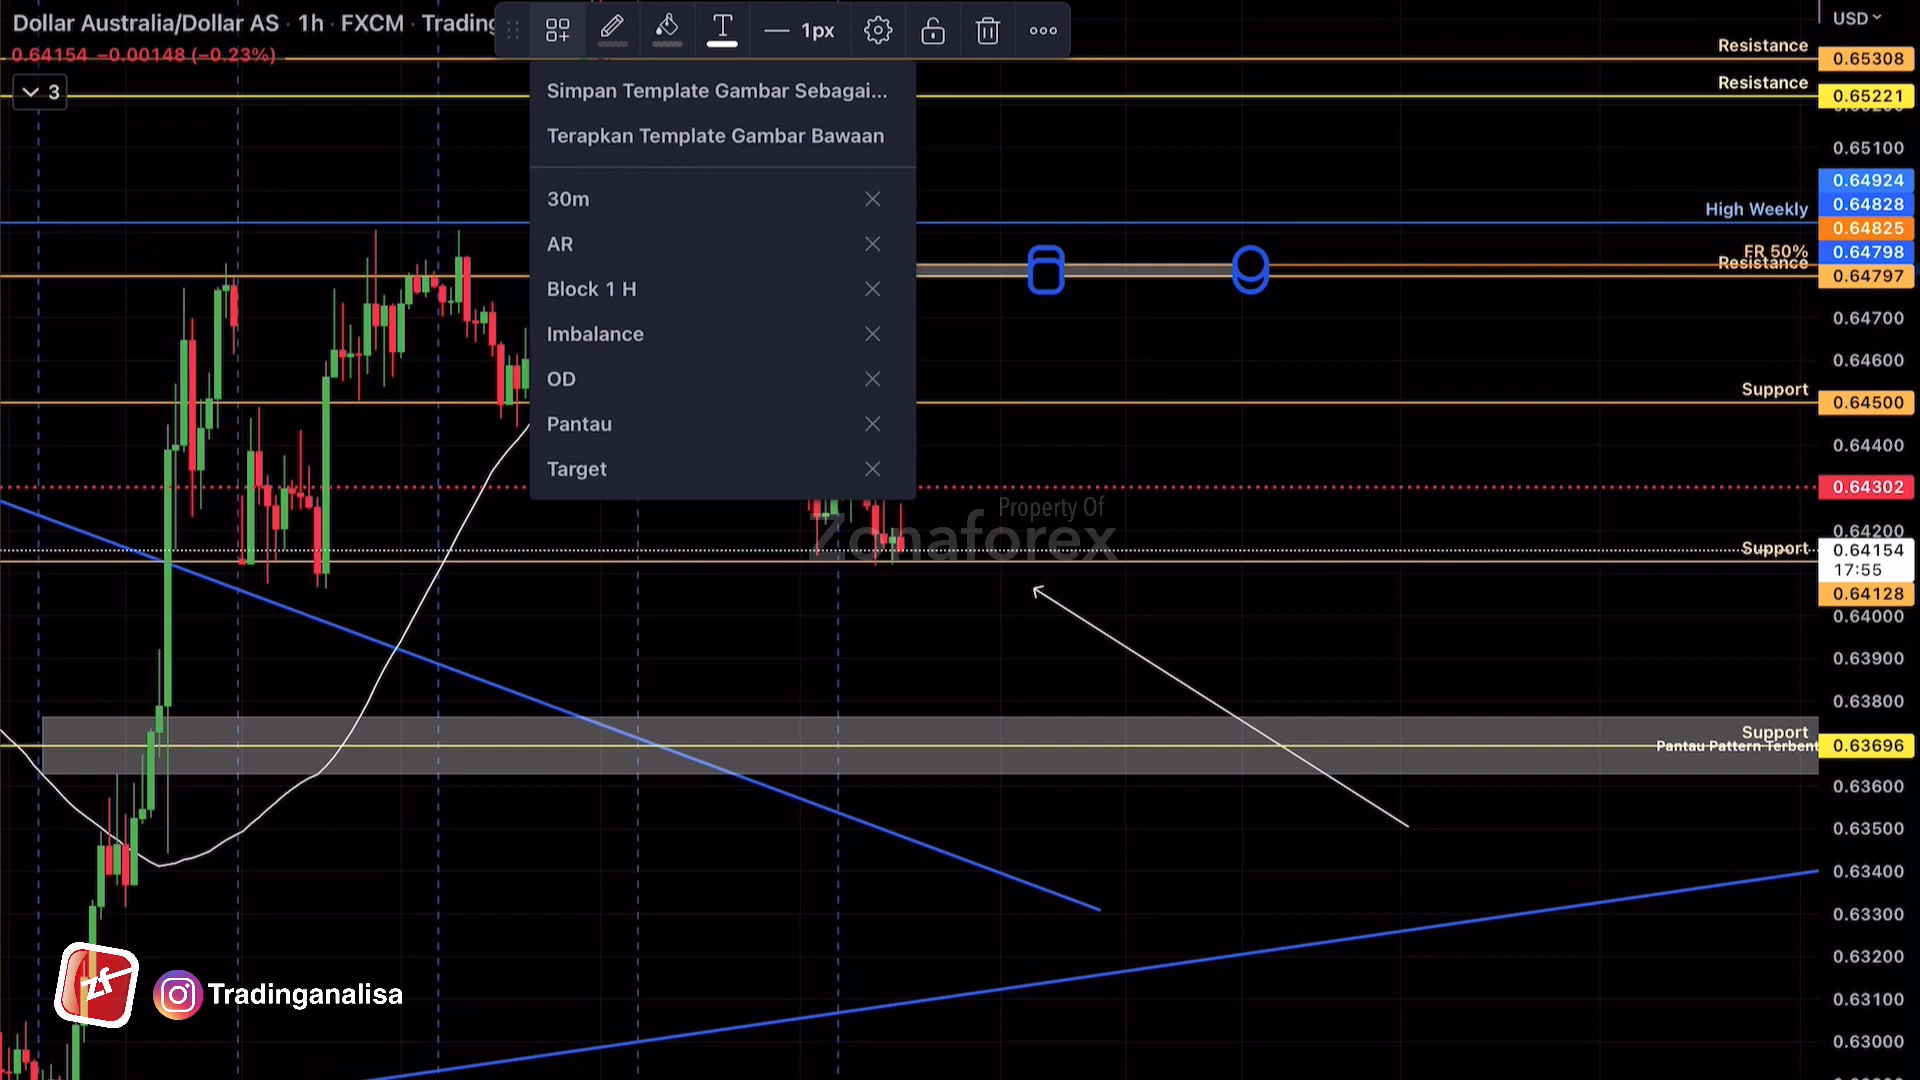 Dollar Australia/Dollar AS · 1h · FXCM · Trading
0.64154 −0.00148 (−0.23%)
3
1px
USD
Simpan Template Gambar Sebagai...
Terapkan Template Gambar Bawaan
30m
AR
Block 1 H
Imbalance
OD
Pantau
Target
Resistance
0.65308
Resistance
0.65221
0.65100
0.64924
High Weekly
0.64828
0.64825
FR 50%
0.64798
Resistance
0.64797
0.64700
0.64600
Support
0.64500
0.64400
0.64302
Property Of
Zonaforex
0.64200
Support
0.64154
17:55
0.64128
0.64000
0.63900
0.63800
Support
Pantau Pattern Terbent
0.63696
0.63600
0.63500
0.63400
0.63300
0.63200
0.63100
0.63000
zf
Tradinganalisa